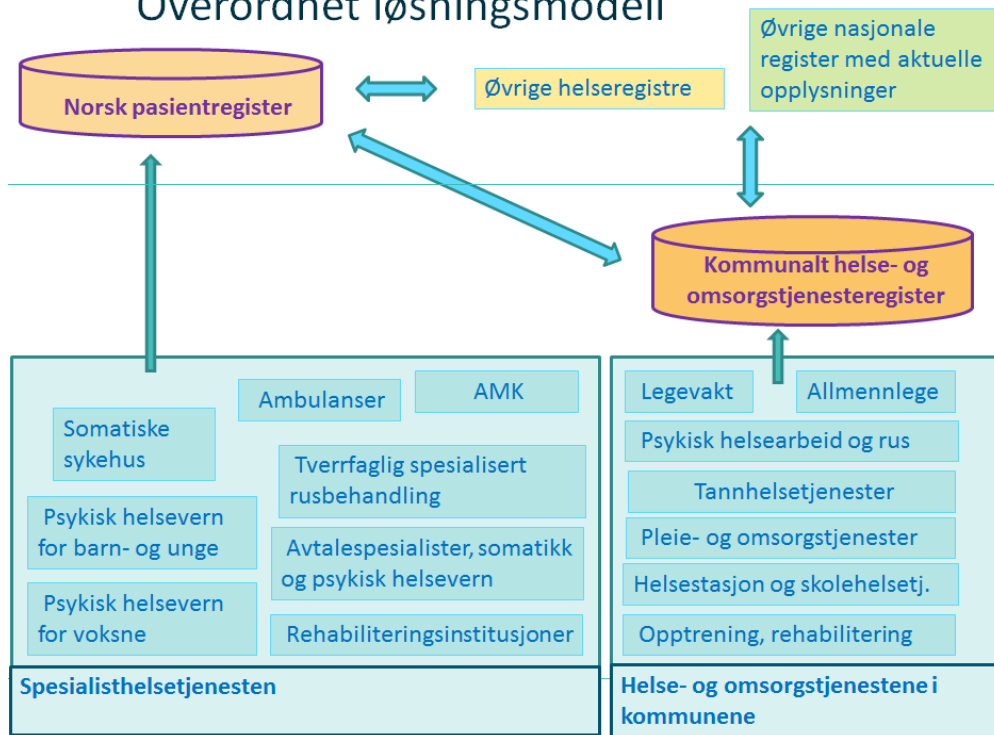 Overordnet løsningsmodell
Norsk pasientregister
Øvrige helseregistre
Øvrige nasjonale
register med aktuelle
opplysninger
Kommunalt helse- og
omsorgstjenesteregister
Somatiske
sykehus
Ambulanser
AMK
Tverrfaglig spesialisert
rusbehandling
Psykisk helsevern
for barn- og unge
Avtalespesialister, somatikk
og psykisk helsevern
Psykisk helsevern
for voksne
Rehabiliteringsinstitusjoner
Spesialisthelsetjenesten
Legevakt
Allmennlege
Psykisk helsearbeid og rus
Tannhelsetjenester
Pleie- og omsorgstjenester
Helsestasjon og skolehelsetj.
Opptrening, rehabilitering
Helse- og omsorgstjenestene i
kommunene